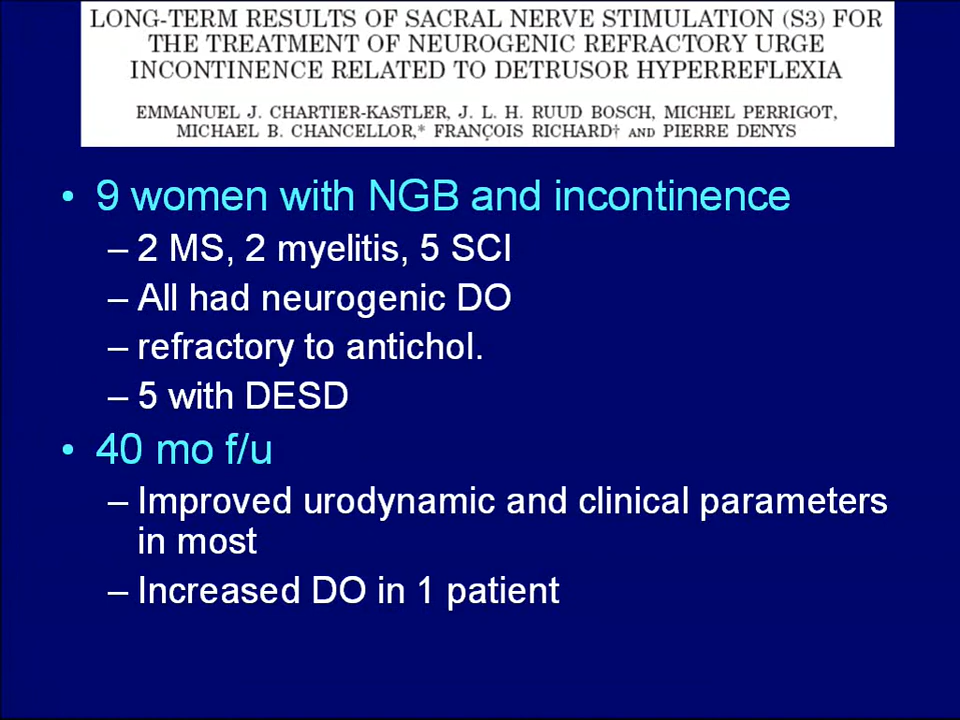 LONG-TERM RESULTS OF SACRAL NERVE STIMULATION (S3) FOR
THE TREATMENT OF NEUROGENIC REFRACTORY URGE
INCONTINENCE RELATED TO DETRUSOR HYPERREFLEXIA
EMMANUEL J. CHARTIER-KASTLER, J. L. H. RUUD BOSCH, MICHEL PERRIGOT,
MICHAEL B. CHANCELLOR,* FRANÇOIS RICHARD† AND PIERRE DENYS
• 9 women with NGB and incontinence
– 2 MS, 2 myelitis, 5 SCI
– All had neurogenic DO
– refractory to antichol.
– 5 with DESD
• 40 mo f/u
– Improved urodynamic and clinical parameters
in most
– Increased DO in 1 patient